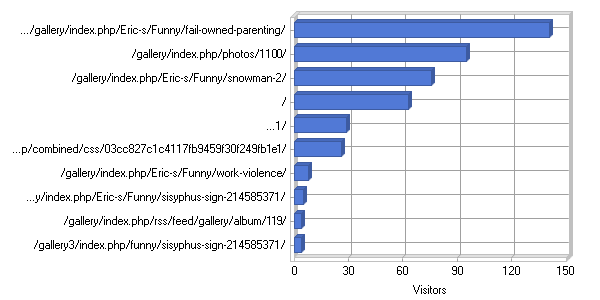 .../gallery/index.php/Eric-s/Funny/fail-owned-parenting/
/gallery/index.php/photos/1100/
/gallery/index.php/Eric-s/Funny/snowman-2/
/
...1/
...p/combined/css/03cc827c1c4117fb9459f30f249fb1e1/
/gallery/index.php/Eric-s/Funny/work-violence/
...y/index.php/Eric-s/Funny/sisyphus-sign-214585371/
/gallery/index.php/rss/feed/gallery/album/119/
/gallery3/index.php/funny/sisyphus-sign-214585371/
0 30 60 90 120 150
Visitors